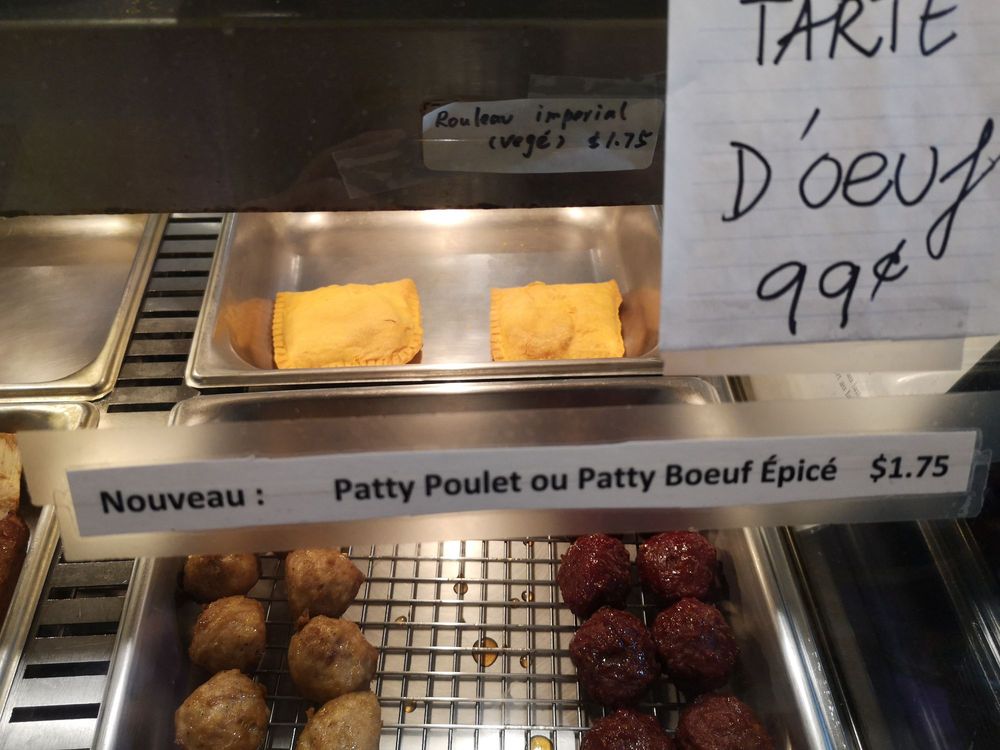 Rouleau imperial
(vegé) $1.75
TARTE
D'oeuf
99¢
Nouveau : Patty Poulet ou Patty Boeuf Épicé $1.75